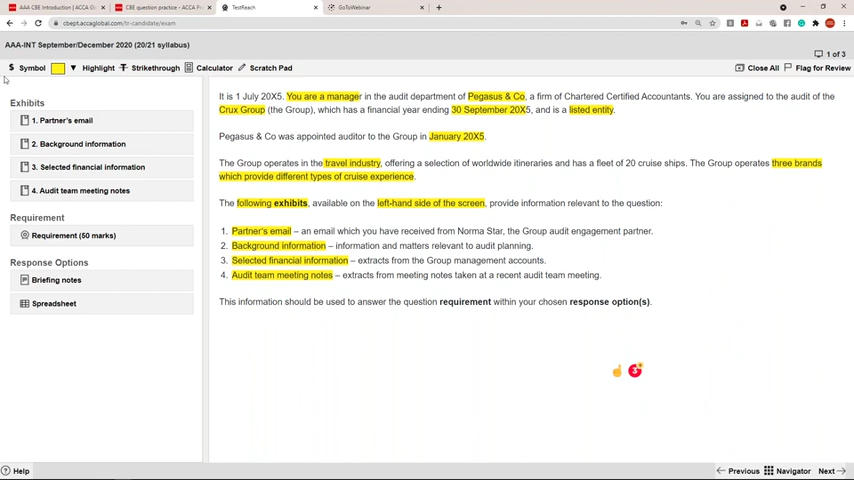 AAA CBE Introduction | ACCA G
CBE question practice - ACCA P
TestReach
GoToWebinar
cbept.accaglobal.com/tr-candidate/exam
AAA-INT September/December 2020 (20/21 syllabus)
1 of 3
$ Symbol
Highlight
Strikethrough
Calculator
Scratch Pad
Close All
Flag for Review
Exhibits
1. Partner's email
2. Background information
3. Selected financial information
4. Audit team meeting notes
Requirement
Requirement (50 marks)
Response Options
Briefing notes
Spreadsheet
It is 1 July 20X5. You are a manager in the audit department of Pegasus & Co, a firm of Chartered Certified Accountants. You are assigned to the audit of the
Crux Group (the Group), which has a financial year ending 30 September 20X5, and is a listed entity.
Pegasus & Co was appointed auditor to the Group in January 20X5.
The Group operates in the travel industry, offering a selection of worldwide itineraries and has a fleet of 20 cruise ships. The Group operates three brands
which provide different types of cruise experience.
The following exhibits, available on the left-hand side of the screen, provide information relevant to the question:
1. Partner's email – an email which you have received from Norma Star, the Group audit engagement partner.
2. Background information – information and matters relevant to audit planning.
3. Selected financial information – extracts from the Group management accounts.
4. Audit team meeting notes – extracts from meeting notes taken at a recent audit team meeting.
This information should be used to answer the question requirement within your chosen response option(s).
3
Help
Previous
Navigator
Next